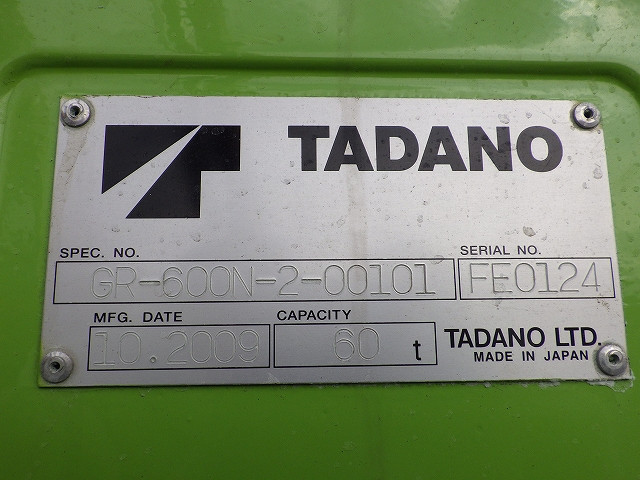 TADANO
SPEC. NO. SERIAL NO.
GR-600N-2-00101 FE0124
MFG. DATE CAPACITY
10.2009 60 t TADANO LTD.
MADE IN JAPAN